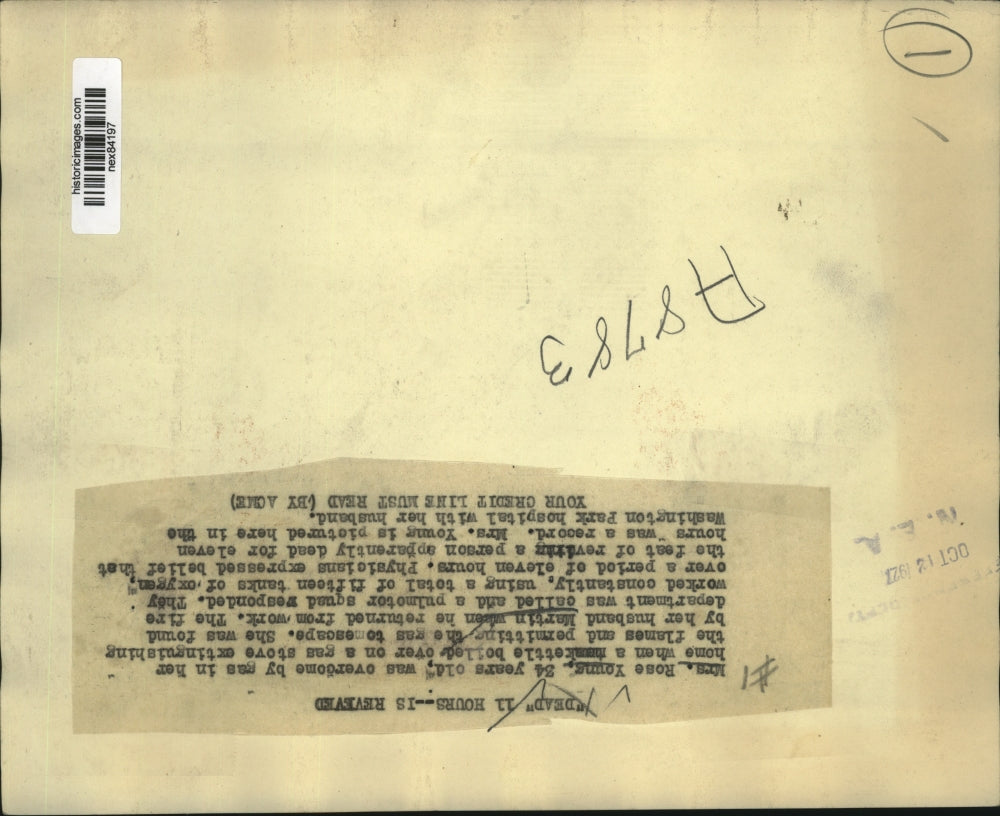 "DEAD" 11 HOURS--IS REVEVED
Mrs. Rose Young, 34 years old, was overcome by gas in her
home when a kettle boiled over on a gas stove extinguishing
the flames and permitting the gas to escape. She was found
by her husband Martin when he returned from work. The fire
department was called and a pulmotor squad responded. They
worked constantly, using a total of fifteen tanks of oxygen,
over a period of eleven hours. Physicians expressed belief that
the feat of reviving a person apparently dead for eleven
hours was a record. Mrs. Young is pictured here in the
Washington Park hospital with her husband.
YOUR CREDIT LINE MUST READ (BY ACME)
#1
A8783
1
N. E. A.
OCT 12 1927
historicimages.com
nex84197